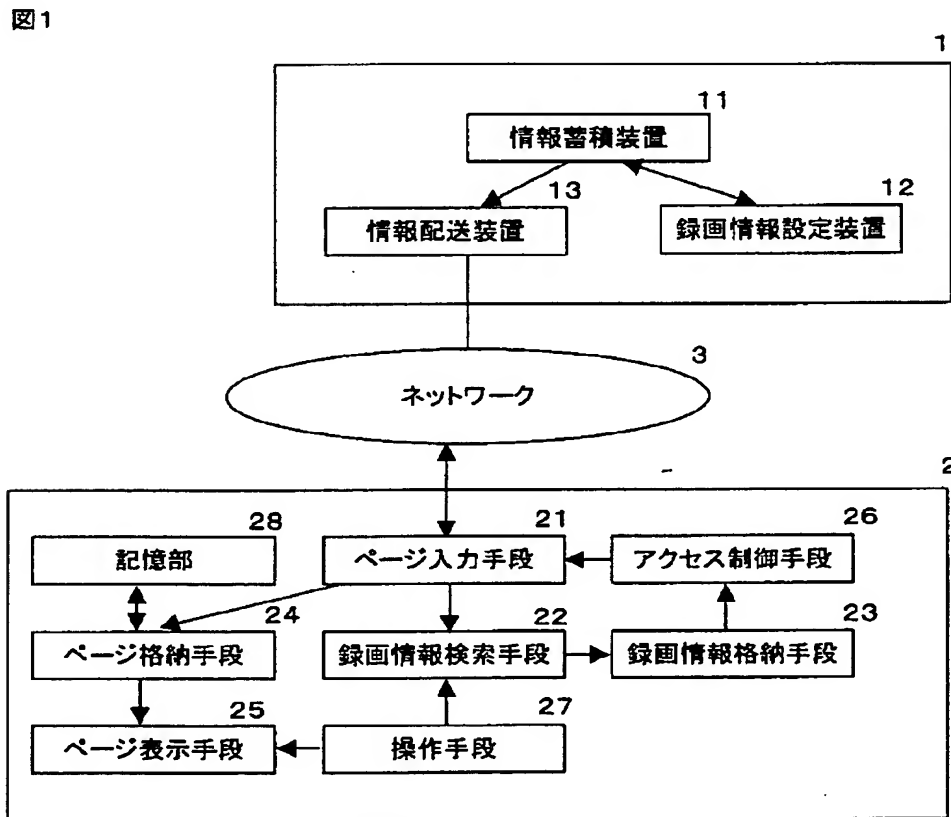 図1
1
11
情報蓄積装置
13
12
情報配送装置
録画情報設定装置
3
ネットワーク
2
28
21
26
記憶部
ページ入力手段
アクセス制御手段
24
22
23
ページ格納手段
録画情報検索手段
録画情報格納手段
25
27
ページ表示手段
操作手段